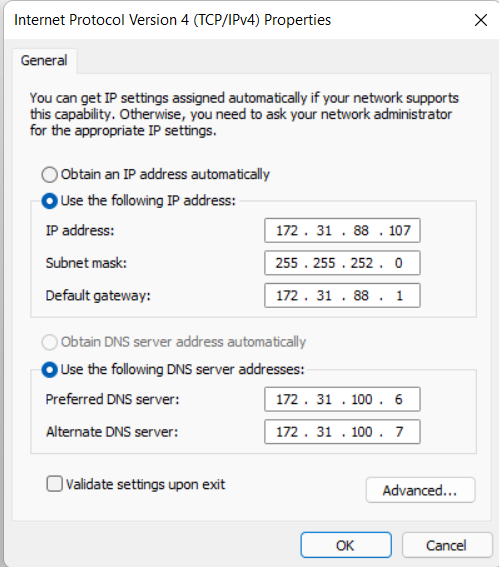 Internet Protocol Version 4 (TCP/IPv4) Properties
General
You can get IP settings assigned automatically if your network supports
this capability. Otherwise, you need to ask your network administrator
for the appropriate IP settings.
Obtain an IP address automatically
Use the following IP address:
IP address: 172 . 31 . 88 . 107
Subnet mask: 255 . 255 . 252 . 0
Default gateway: 172 . 31 . 88 . 1
Obtain DNS server address automatically
Use the following DNS server addresses:
Preferred DNS server: 172 . 31 . 100 . 6
Alternate DNS server: 172 . 31 . 100 . 7
Validate settings upon exit
Advanced...
OK Cancel